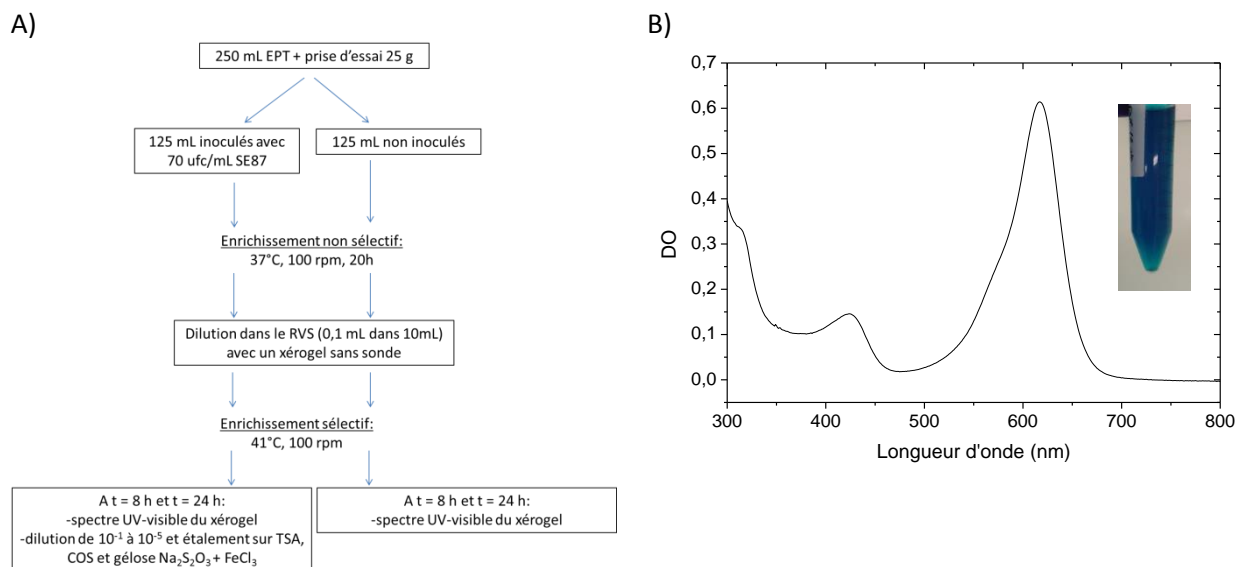 A)
250 mL EPT + prise d'essai 25 g
125 mL inoculés avec
70 ufc/mL SE87
125 mL non inoculés
Enrichissement non sélectif:
37°C, 100 rpm, 20h
Dilution dans le RVS (0,1 mL dans 10mL)
avec un xérogel sans sonde
Enrichissement sélectif:
41°C, 100 rpm
A t = 8 h et t = 24 h:
-spectre UV-visible du xérogel
-dilution de 10⁻¹ à 10⁻⁵ et étalement sur TSA,
COS et gélose Na₂S₂O₃ + FeCl₃
A t = 8 h et t = 24 h:
-spectre UV-visible du xérogel
B)
0,7
0,6
0,5
0,4
0,3
0,2
0,1
0,0
DO
300 400 500 600 700 800
Longueur d'onde (nm)